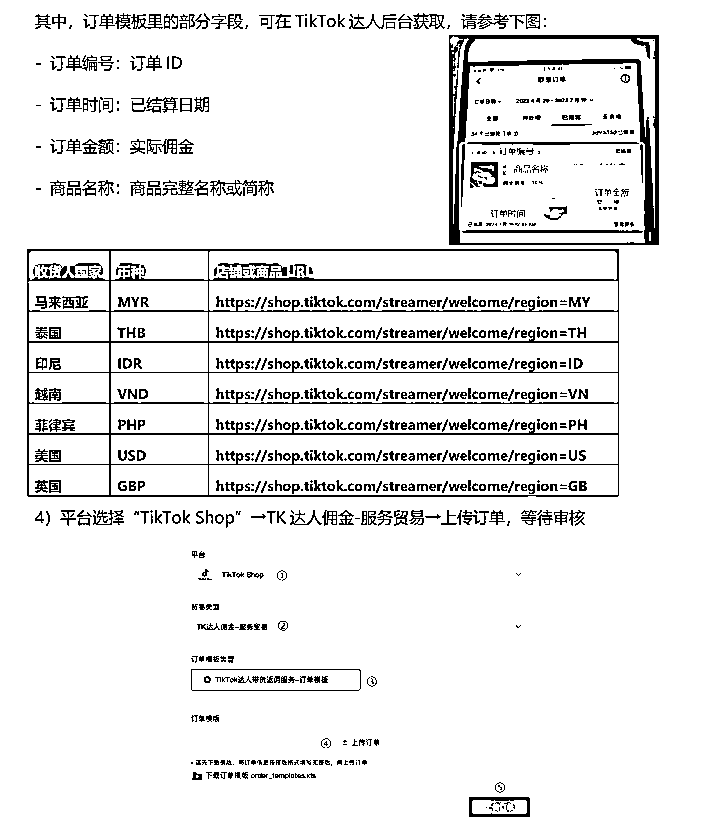 其中，订单模板里的部分字段，可在 TikTok 达人后台获取，请参考下图：
- 订单编号：订单 ID
- 订单时间：已结算日期
- 订单金额：实际佣金
- 商品名称：商品完整名称或简称
订单编号
商品名称
订单金额
订单时间
收货人国家 币种 店铺或商品 URL
马来西亚 MYR https://shop.tiktok.com/streamer/welcome/region=MY
泰国 THB https://shop.tiktok.com/streamer/welcome/region=TH
印尼 IDR https://shop.tiktok.com/streamer/welcome/region=ID
越南 VND https://shop.tiktok.com/streamer/welcome/region=VN
菲律宾 PHP https://shop.tiktok.com/streamer/welcome/region=PH
美国 USD https://shop.tiktok.com/streamer/welcome/region=US
英国 GBP https://shop.tiktok.com/streamer/welcome/region=GB
4）平台选择“TikTok Shop”→TK 达人佣金-服务贸易→上传订单，等待审核
平台
TikTok Shop ①
贸易类型
TK达人佣金-服务贸易 ②
订单模板类型
TikTok达人带货返佣服务-订单模板 ③
订单模版
④ 上传订单
下载订单模版 order_templates.xls
⑤